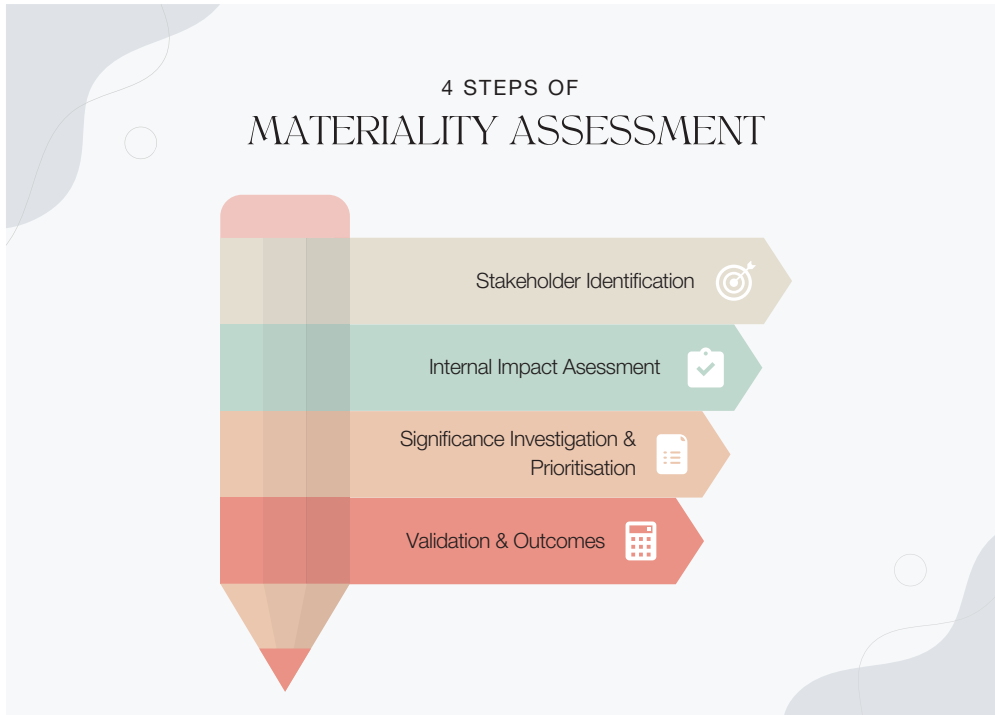 4 STEPS OF
MATERIALITY ASSESSMENT
Stakeholder Identification
Internal Impact Asessment
Significance Investigation &
Prioritisation
Validation & Outcomes